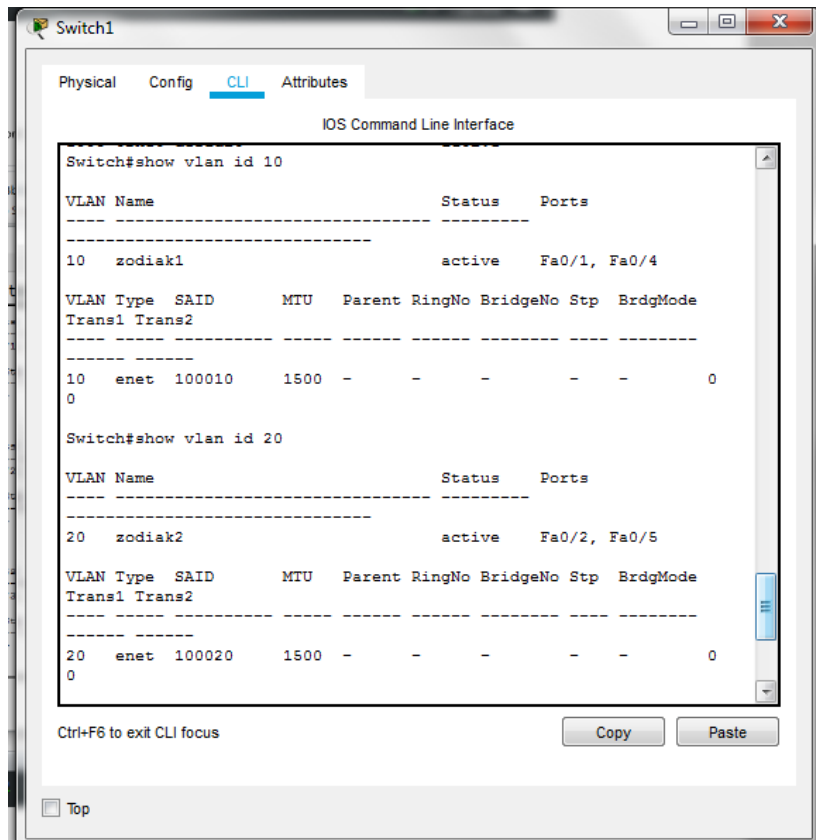 Switch1
Physical Config CLI Attributes
IOS Command Line Interface
Switch#show vlan id 10
VLAN Name Status Ports
---- -------------------------------- ---------
-------------------------------
10 zodiak1 active Fa0/1, Fa0/4
VLAN Type SAID MTU Parent RingNo BridgeNo Stp BrdgMode
Trans1 Trans2
---- ----- ---------- ----- ------ ------ -------- ---- --------
------ ------
10 enet 100010 1500 - - - - - 0
0
Switch#show vlan id 20
VLAN Name Status Ports
---- -------------------------------- ---------
-------------------------------
20 zodiak2 active Fa0/2, Fa0/5
VLAN Type SAID MTU Parent RingNo BridgeNo Stp BrdgMode
Trans1 Trans2
---- ----- ---------- ----- ------ ------ -------- ---- --------
------ ------
20 enet 100020 1500 - - - - - 0
0
Ctrl+F6 to exit CLI focus
Copy Paste
Top